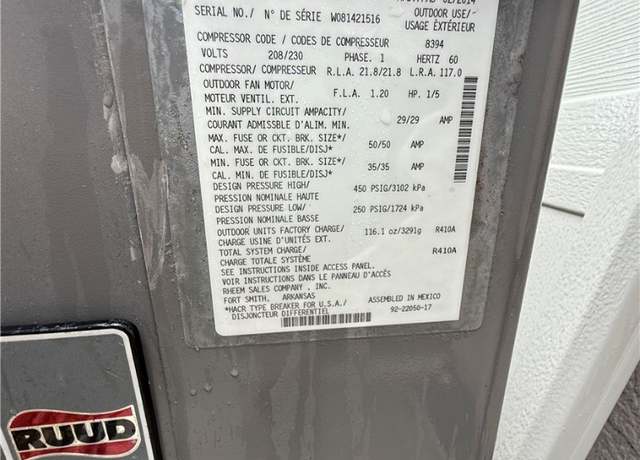 02/2014
SERIAL NO./ N° DE SÉRIE W081421516 OUTDOOR USE/
USAGE EXTÉRIEUR
COMPRESSOR CODE / CODES DE COMPRESSEUR 8394
VOLTS 208/230 PHASE. 1 HERTZ 60
COMPRESSOR/ COMPRESSEUR R.L.A. 21.8/21.8 L.R.A. 117.0
OUTDOOR FAN MOTOR/
MOTEUR VENTIL. EXT. F.L.A. 1.20 HP. 1/5
MIN. SUPPLY CIRCUIT AMPACITY/
COURANT ADMISSBLE D'ALIM. MIN. 29/29 AMP
MAX. FUSE OR CKT. BRK. SIZE*/
CAL. MAX. DE FUSIBLE/DISJ* 50/50 AMP
MIN. FUSE OR CKT. BRK. SIZE*/
CAL. MIN. DE FUSIBLE/DISJ* 35/35 AMP
DESIGN PRESSURE HIGH/
PRESSION NOMINALE HAUTE 450 PSIG/3102 kPa
DESIGN PRESSURE LOW/
PRESSION NOMINALE BASSE 250 PSIG/1724 kPa
OUTDOOR UNITS FACTORY CHARGE/
CHARGE USINE D'UNITÉS EXT. 116.1 oz/3291g R410A
TOTAL SYSTEM CHARGE/
CHARGE TOTALE SYSTÈME R410A
SEE INSTRUCTIONS INSIDE ACCESS PANEL.
VOIR INSTRUCTIONS DANS LE PANNEAU D'ACCÈS.
RHEEM SALES COMPANY , INC.
FORT SMITH, ARKANSAS ASSEMBLED IN MEXICO
*HACR TYPE BREAKER FOR U.S.A./ 92-22050-17
DISJONCTEUR DIFFERENTIEL
RUUD